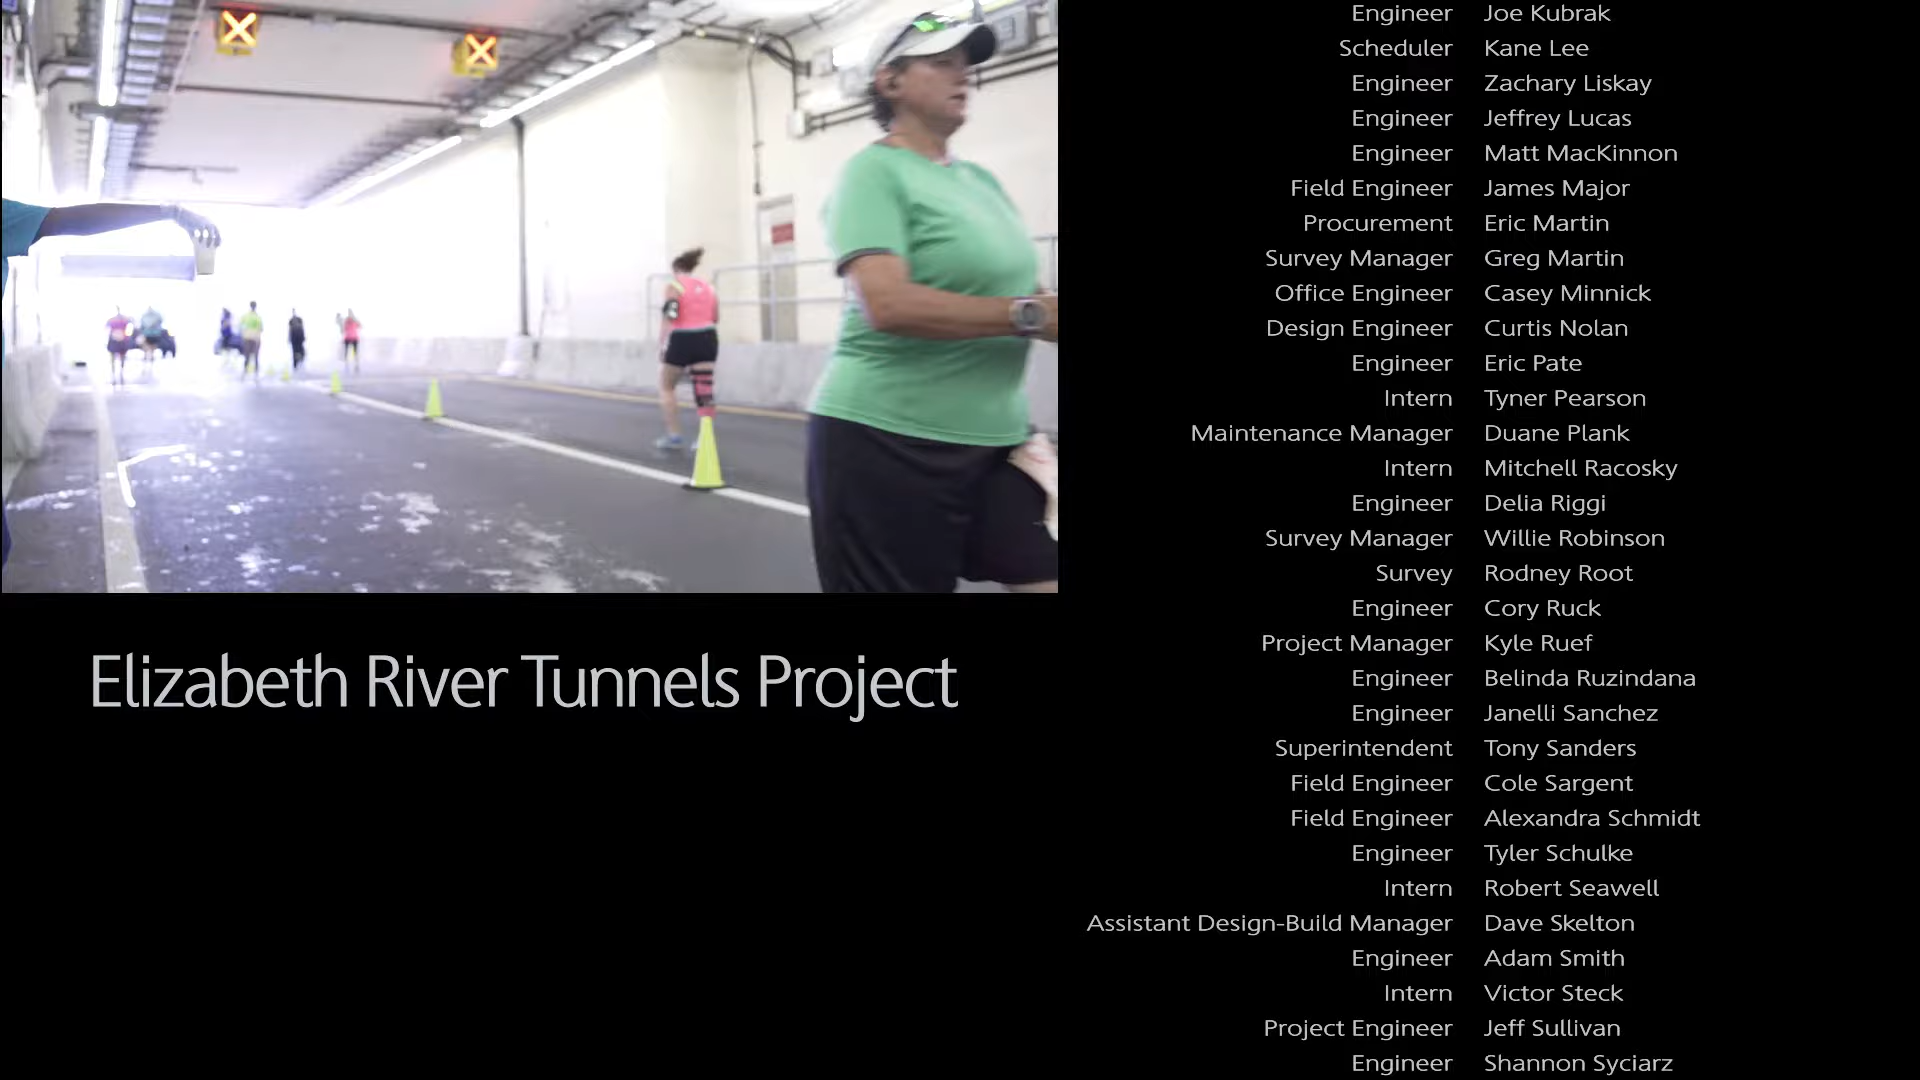 Elizabeth River Tunnels Project
Engineer Joe Kubrak
Scheduler Kane Lee
Engineer Zachary Liskay
Engineer Jeffrey Lucas
Engineer Matt MacKinnon
Field Engineer James Major
Procurement Eric Martin
Survey Manager Greg Martin
Office Engineer Casey Minnick
Design Engineer Curtis Nolan
Engineer Eric Pate
Intern Tyner Pearson
Maintenance Manager Duane Plank
Intern Mitchell Racosky
Engineer Delia Riggi
Survey Manager Willie Robinson
Survey Rodney Root
Engineer Cory Ruck
Project Manager Kyle Ruef
Engineer Belinda Ruzindana
Engineer Janelli Sanchez
Superintendent Tony Sanders
Field Engineer Cole Sargent
Field Engineer Alexandra Schmidt
Engineer Tyler Schulke
Intern Robert Seawell
Assistant Design-Build Manager Dave Skelton
Engineer Adam Smith
Intern Victor Steck
Project Engineer Jeff Sullivan
Engineer Shannon Syciarz